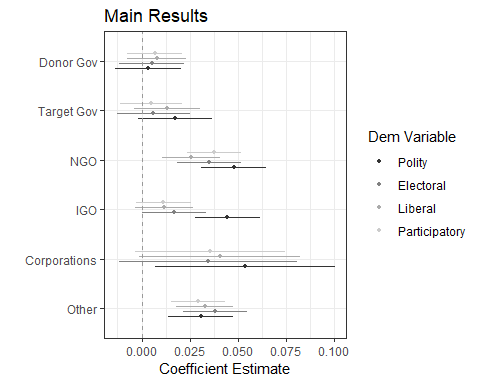 Main Results
Donor Gov
Target Gov
NGO
IGO
Corporations
Other
0.000 0.025 0.050 0.075 0.100
Coefficient Estimate
Dem Variable
Polity
Electoral
Liberal
Participatory